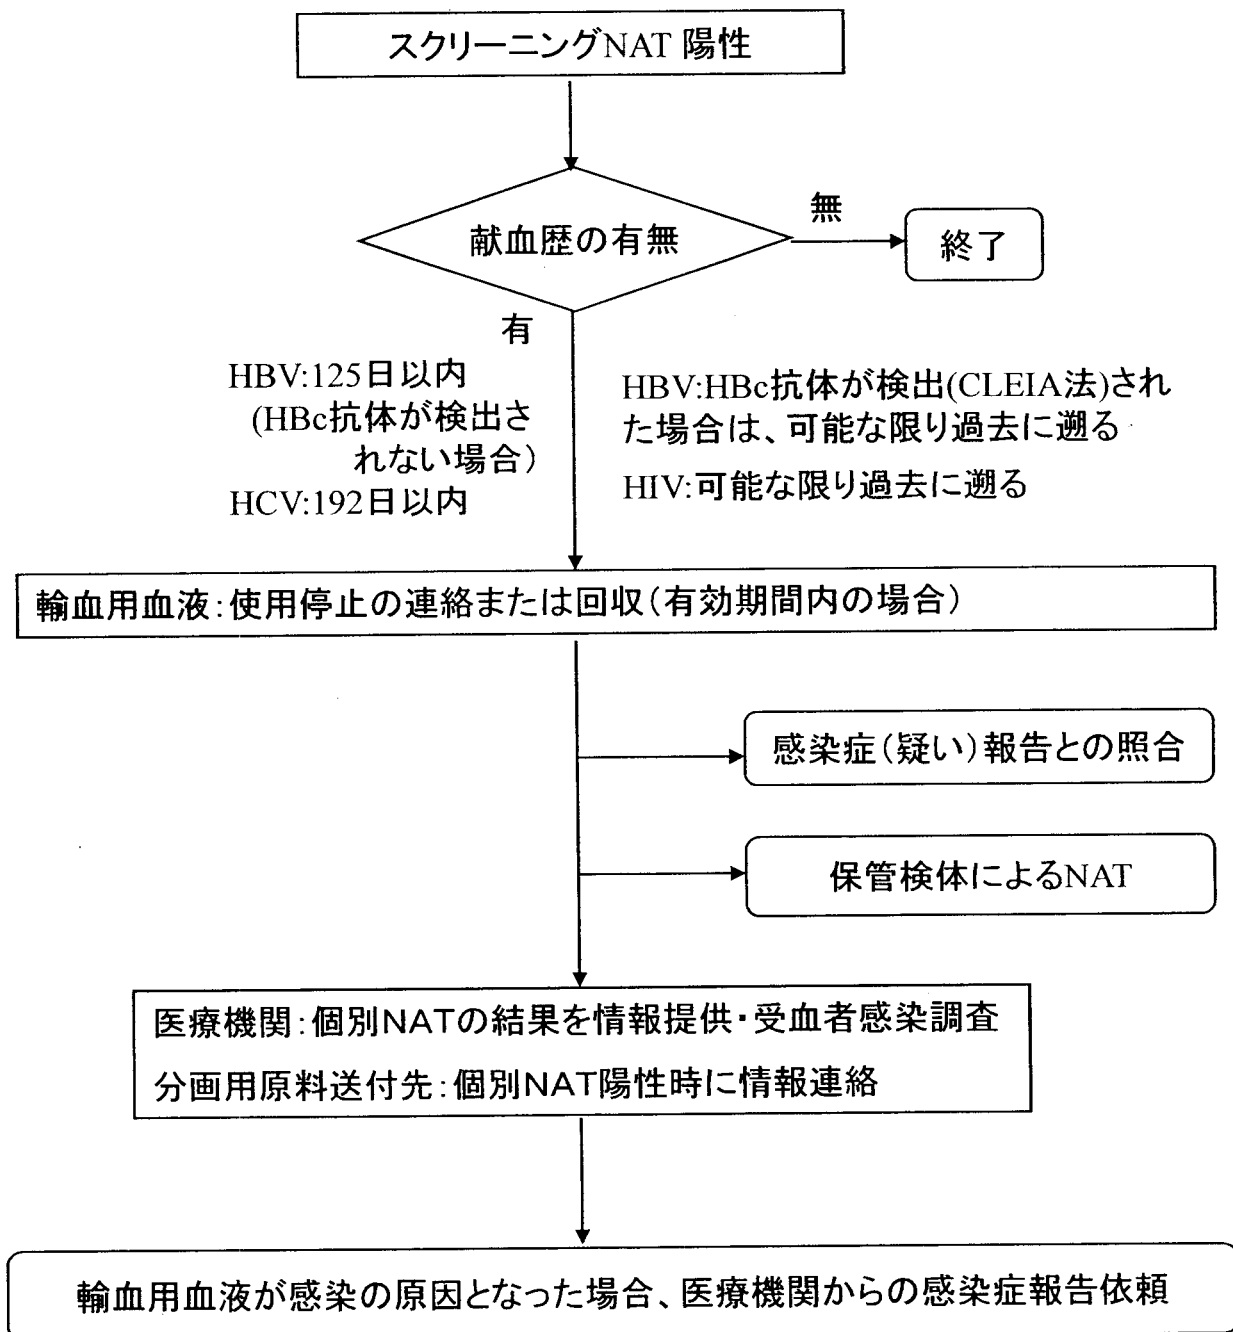 スクリーニングNAT 陽性
献血歴の有無
無
終了
有
HBV:125日以内
(HBc抗体が検出さ
れない場合)
HCV:192日以内
HBV:HBc抗体が検出(CLEIA法)され
た場合は、可能な限り過去に遡る
HIV:可能な限り過去に遡る
輸血用血液:使用停止の連絡または回収(有効期間内の場合)
感染症(疑い)報告との照合
保管検体によるNAT
医療機関:個別NATの結果を情報提供・受血者感染調査
分画用原料送付先:個別NAT陽性時に情報連絡
輸血用血液が感染の原因となった場合、医療機関からの感染症報告依頼